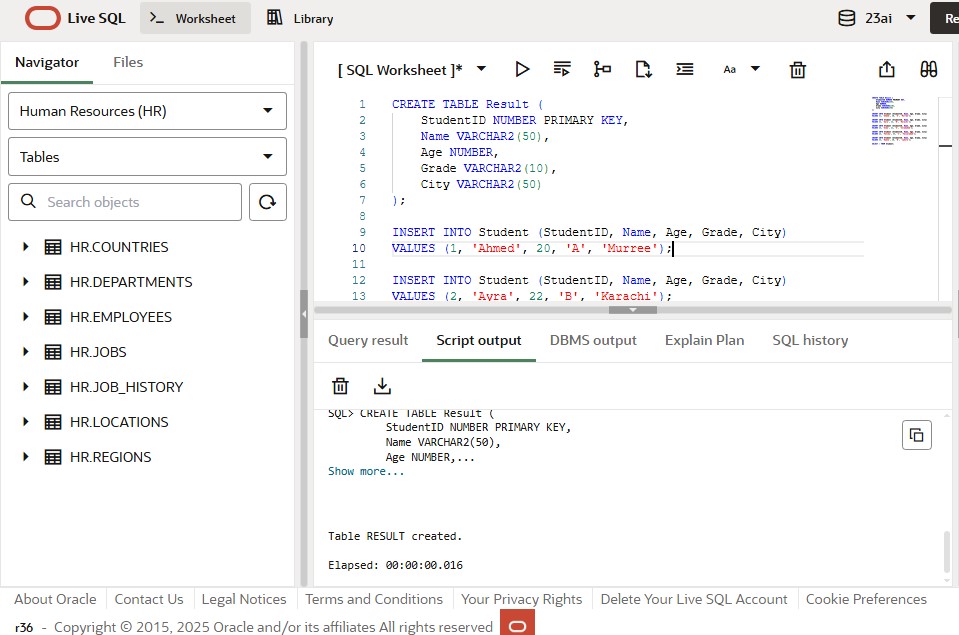 Live SQL
Worksheet
Library
23ai
Re
Navigator
Files
Human Resources (HR)
Tables
Search objects
HR.COUNTRIES
HR.DEPARTMENTS
HR.EMPLOYEES
HR.JOBS
HR.JOB_HISTORY
HR.LOCATIONS
HR.REGIONS
[ SQL Worksheet ]*
Aa
1 CREATE TABLE Result (
2 StudentID NUMBER PRIMARY KEY,
3 Name VARCHAR2(50),
4 Age NUMBER,
5 Grade VARCHAR2(10),
6 City VARCHAR2(50)
7 );
8
9 INSERT INTO Student (StudentID, Name, Age, Grade, City)
10 VALUES (1, 'Ahmed', 20, 'A', 'Murree');
11
12 INSERT INTO Student (StudentID, Name, Age, Grade, City)
13 VALUES (2, 'Ayra', 22, 'B', 'Karachi');
Query result
Script output
DBMS output
Explain Plan
SQL history
SQL> CREATE TABLE Result (
StudentID NUMBER PRIMARY KEY,
Name VARCHAR2(50),
Age NUMBER,...
Show more...
Table RESULT created.
Elapsed: 00:00:00.016
About Oracle
Contact Us
Legal Notices
Terms and Conditions
Your Privacy Rights
Delete Your Live SQL Account
Cookie Preferences
r36 - Copyright © 2015, 2025 Oracle and/or its affiliates All rights reserved